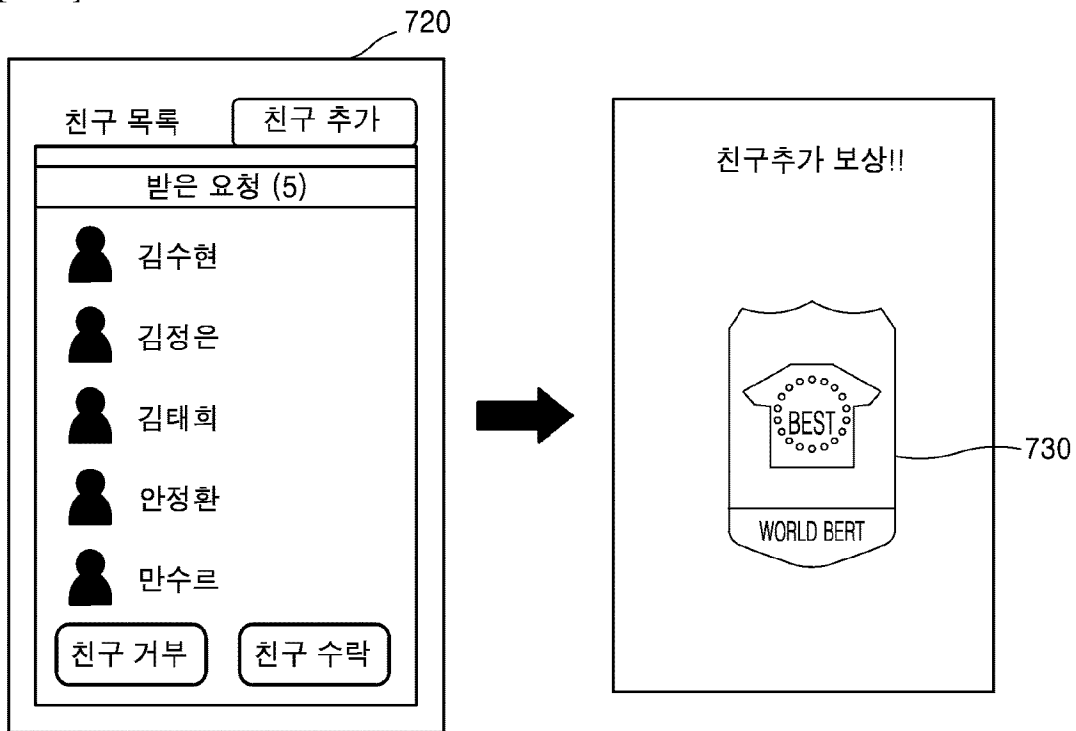 720
친구 목록
친구 추가
받은 요청 (5)
김수현
김정은
김태희
안정환
만수르
친구 거부
친구 수락
친구추가 보상!!
BEST
730
WORLD BERT